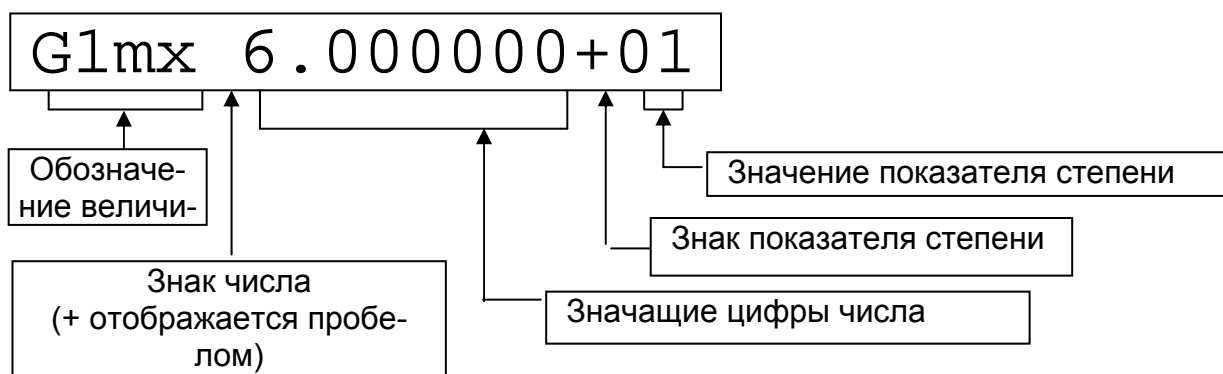 G1mx 6.000000+01
Обозначе-
ние величи-
Значение показателя степени
Знак показателя степени
Знак числа
(+ отображается пробе-
лом)
Значащие цифры числа